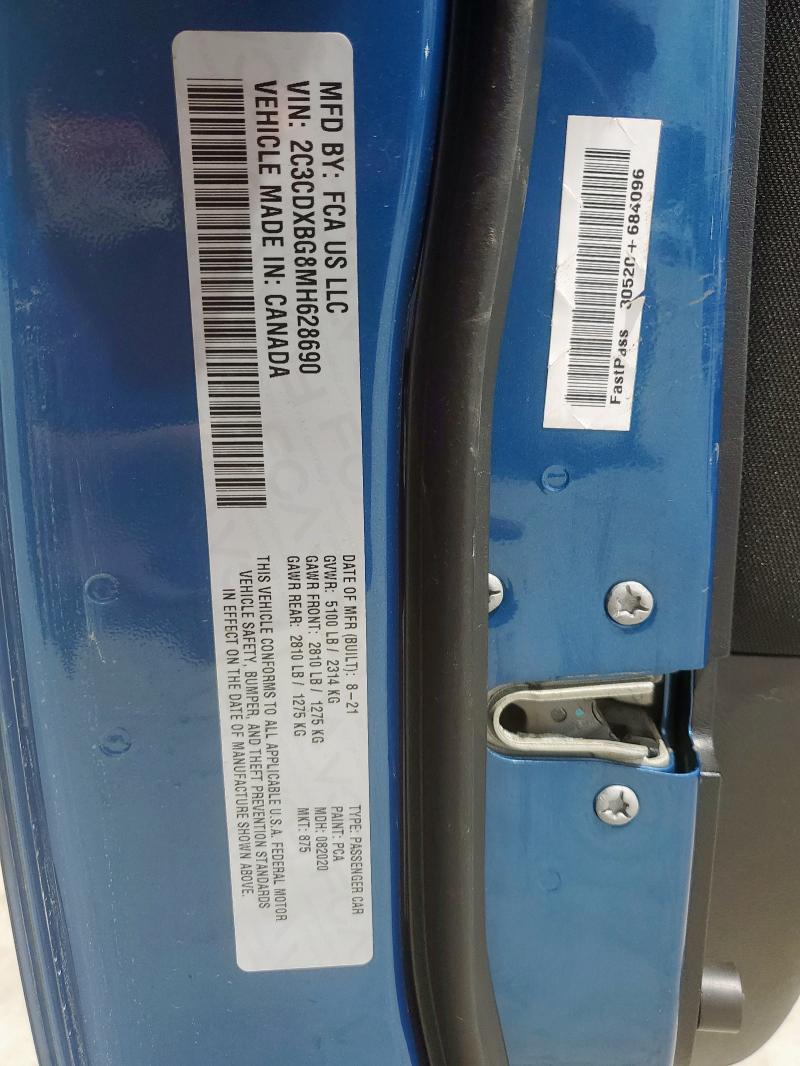 MFD BY: FCA US LLC
VIN: 2C3CDXBG8MH628690
VEHICLE MADE IN: CANADA
DATE OF MFR (BUILT): 8-21
GVWR: 5100 LB / 2314 KG
GAWR FRONT: 2810 LB / 1275 KG
GAWR REAR: 2810 LB / 1275 KG
THIS VEHICLE CONFORMS TO ALL APPLICABLE U.S.A. FEDERAL MOTOR
VEHICLE SAFETY, BUMPER, AND THEFT PREVENTION STANDARDS
IN EFFECT ON THE DATE OF MANUFACTURE SHOWN ABOVE.
TYPE: PASSENGER CAR
PAINT: PCA
MDH: 082020
MKT: 875
FastPass 684096